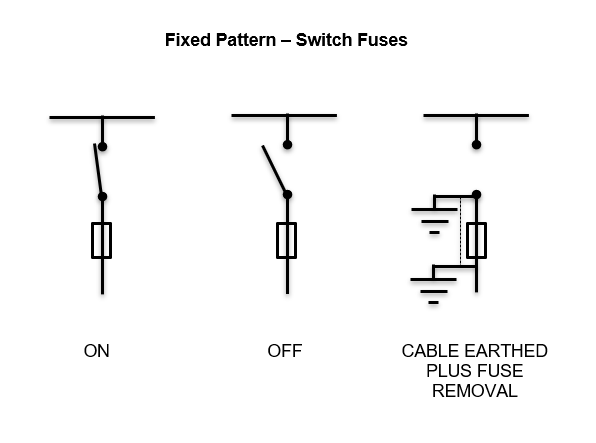 Fixed Pattern – Switch Fuses
ON
OFF
CABLE EARTHED
PLUS FUSE
REMOVAL